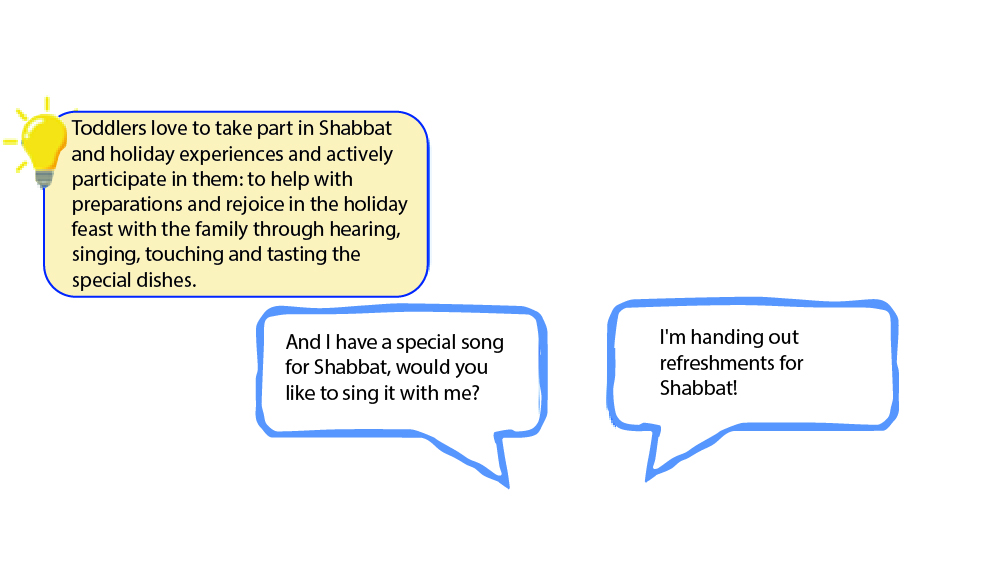 Toddlers love to take part in Shabbat
and holiday experiences and actively
participate in them: to help with
preparations and rejoice in the holiday
feast with the family through hearing,
singing, touching and tasting the
special dishes.
And I have a special song
for Shabbat, would you
like to sing it with me?
I'm handing out
refreshments for
Shabbat!